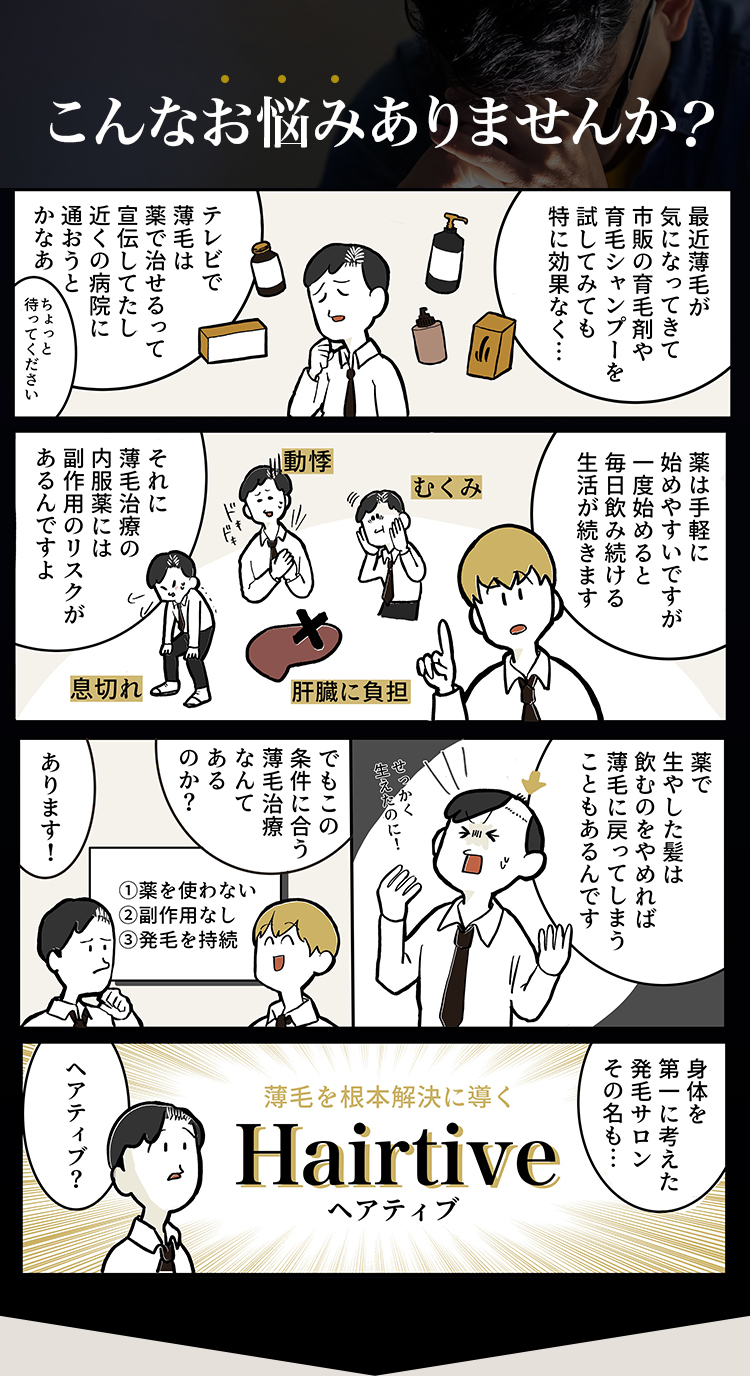 こんなお悩みありませんか?
最近薄毛が
気になってきて
市販の育毛剤や
育毛シャンプーを
試してみても
特に効果なく…
テレビで
薄毛は
薬で治せるって
宣伝してたし
近くの病院に
通おうと
かなあ
ちょっと
待ってください
薬は手軽に
始めやすいですが
一度始めると
毎日飲み続ける
生活が続きます
動悸
むくみ
ドキ
ドキ
それに
薄毛治療の
内服薬には
副作用のリスクが
あるんですよ
息切れ
肝臓に負担
薬で
生やした髪は
飲むのをやめれば
薄毛に戻ってしまう
こともあるんです
せっかく
生えたのに!
でもこの
条件に合う
薄毛治療
なんて
ある
のか?
①薬を使わない
②副作用なし
③発毛を持続
あります!
身体を
第一に考えた
発毛サロン
その名も…
薄毛を根本解決に導く
Hairtive
ヘアティブ
ヘアティブ?